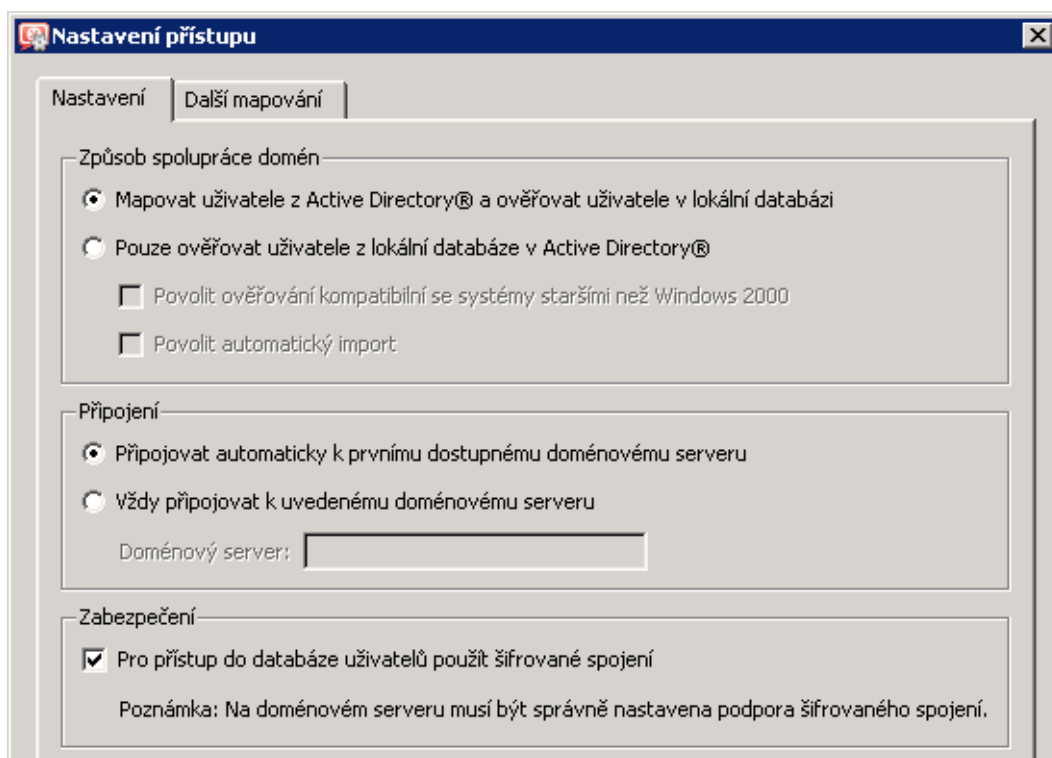 Nastavení přístupu
Nastavení
Další mapování
Způsob spolupráce domén
Mapovat uživatele z Active Directory® a ověřovat uživatele v lokální databázi
Pouze ověřovat uživatele z lokální databáze v Active Directory®
Povolit ověřování kompatibilní se systémy staršími než Windows 2000
Povolit automatický import
Připojení
Připojovat automaticky k prvnímu dostupnému doménovému serveru
Vždy připojovat k uvedenému doménovému serveru
Doménový server:
Zabezpečení
Pro přístup do databáze uživatelů použít šifrované spojení
Poznámka: Na doménovém serveru musí být správně nastavena podpora šifrovaného spojení.